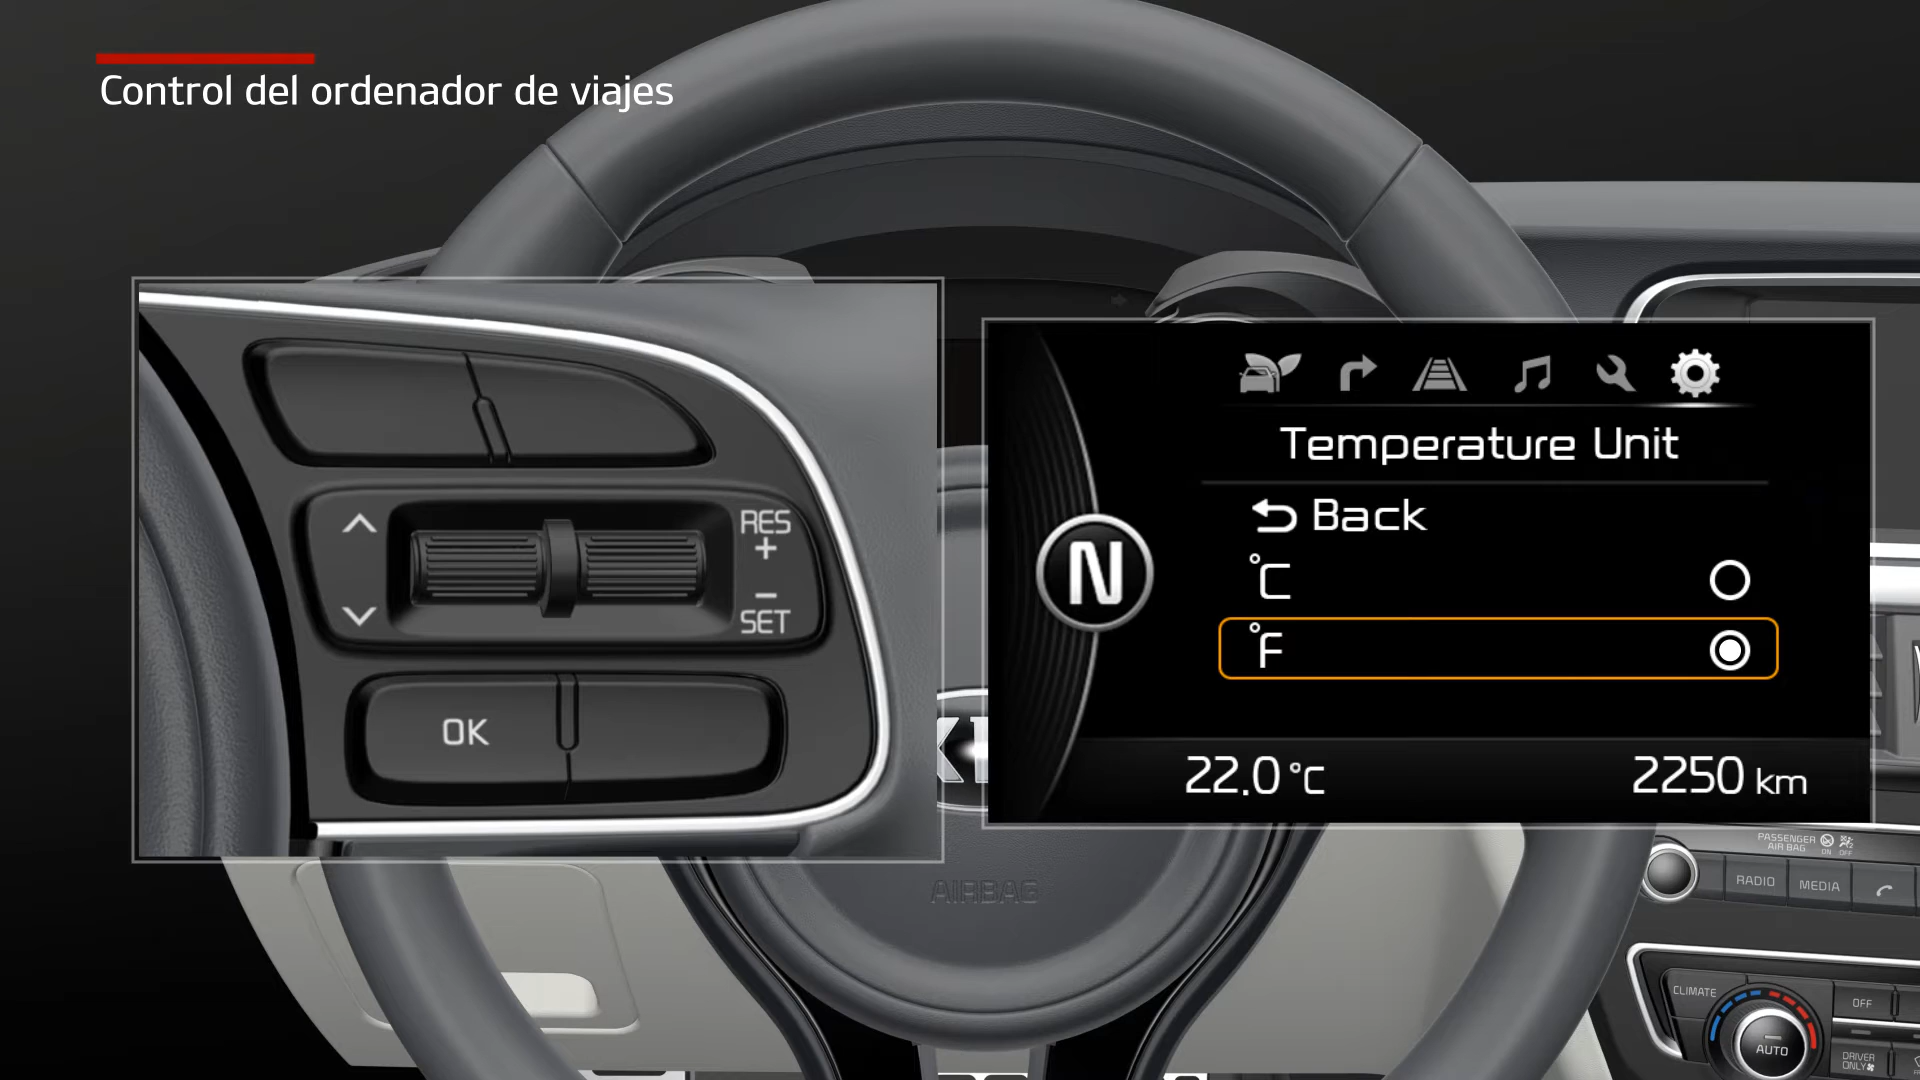 Control del ordenador de viajes
RES
+
−
SET
OK
Temperature Unit
Back
°C
°F
N
22.0 °C
2250 km
AIRBAG
PASSENGER
AIR BAG
ON OFF
RADIO
MEDIA
CLIMATE
OFF
AUTO
DRIVER
ONLY